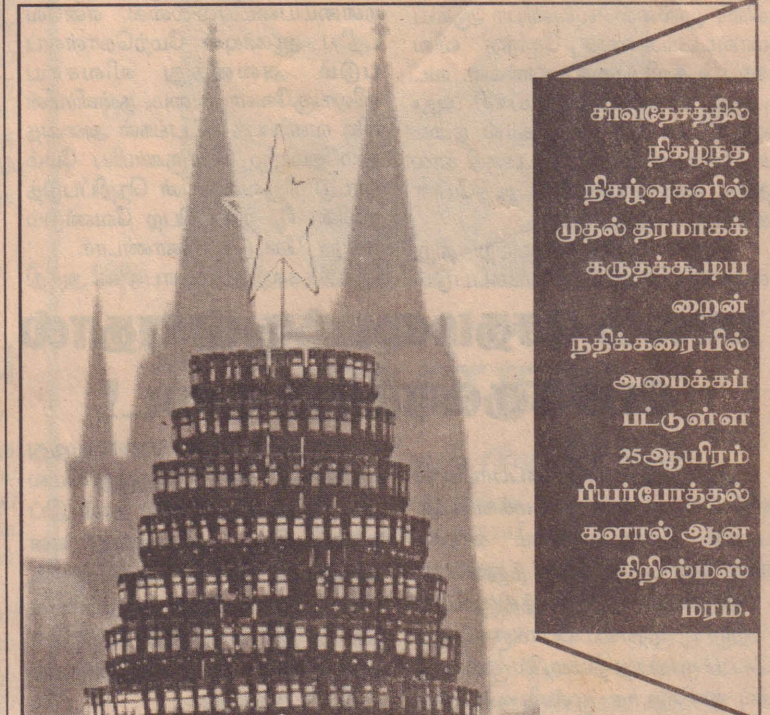 சர்வதேசத்தில்
நிகழ்ந்த
நிகழ்வுகளில்
முதல் தரமாகக்
கருதக்கூடிய
றைன்
நதிக்கரையில்
அமைக்கப்
பட்டுள்ள
25ஆயிரம்
பியர்போத்தல்
களால் ஆன
கிறிஸ்மஸ்
மரம்.